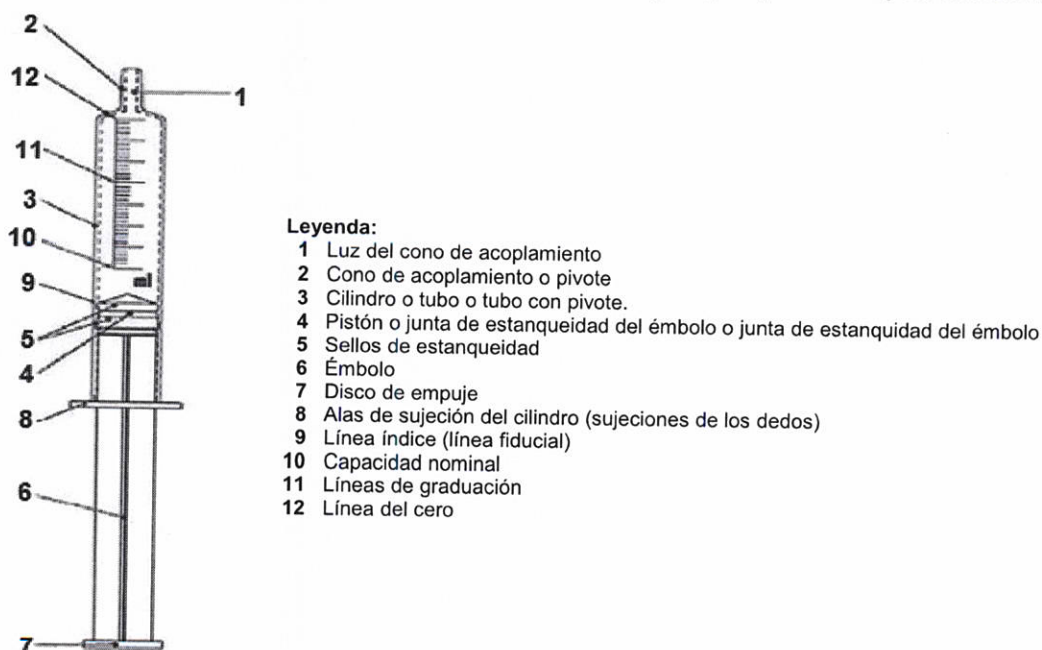 2
12
1
11
3
10
9
5
4
8
6
7
ml
Leyenda:
1 Luz del cono de acoplamiento
2 Cono de acoplamiento o pivote
3 Cilindro o tubo o tubo con pivote.
4 Pistón o junta de estanqueidad del émbolo o junta de estanquidad del émbolo
5 Sellos de estanqueidad
6 Émbolo
7 Disco de empuje
8 Alas de sujeción del cilindro (sujeciones de los dedos)
9 Línea índice (línea fiducial)
10 Capacidad nominal
11 Líneas de graduación
12 Línea del cero